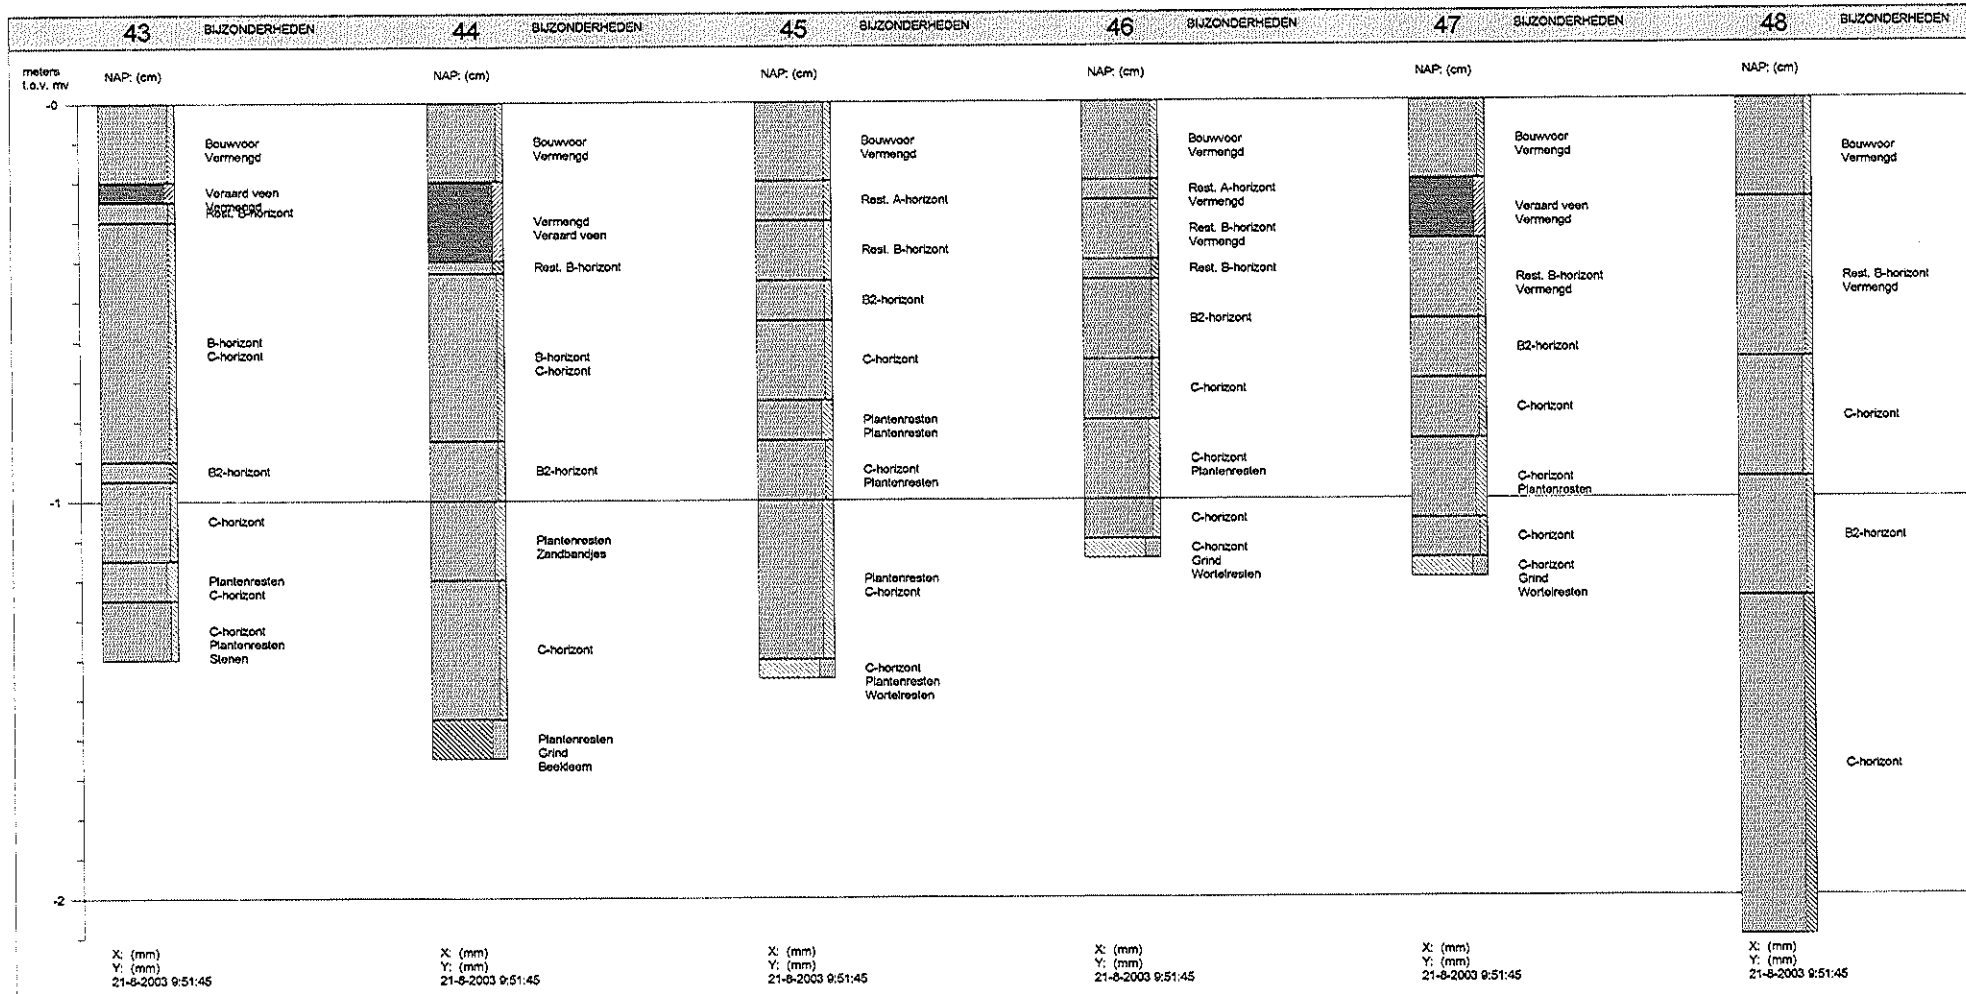 43 BIJZONDERHEDEN 44 BIJZONDERHEDEN 45 BIJZONDERHEDEN 46 BIJZONDERHEDEN 47 BIJZONDERHEDEN 48 BIJZONDERHEDEN
meters
t.o.v. mv
NAP: (cm) NAP: (cm) NAP: (cm) NAP: (cm) NAP: (cm) NAP: (cm)
-0
-1
-2
Bouwvoor
Vermengd
Veraard veen
Vermengd
Rest. B-horizont
B-horizont
C-horizont
B2-horizont
C-horizont
Plantenresten
C-horizont
C-horizont
Plantenresten
Stenen
X: (mm)
Y: (mm)
21-8-2003 9:51:45
Bouwvoor
Vermengd
Vermengd
Veraard veen
Rest. B-horizont
B-horizont
C-horizont
B2-horizont
Plantenresten
Zandbandjes
C-horizont
Plantenresten
Grind
Beekleem
X: (mm)
Y: (mm)
21-8-2003 9:51:45
Bouwvoor
Vermengd
Rest. A-horizont
Rest. B-horizont
B2-horizont
C-horizont
Plantenresten
Plantenresten
C-horizont
Plantenresten
Plantenresten
C-horizont
C-horizont
Plantenresten
Wortelresten
X: (mm)
Y: (mm)
21-8-2003 9:51:45
Bouwvoor
Vermengd
Rest. A-horizont
Vermengd
Rest. B-horizont
Vermengd
Rest. B-horizont
B2-horizont
C-horizont
C-horizont
Plantenresten
C-horizont
C-horizont
Grind
Wortelresten
X: (mm)
Y: (mm)
21-8-2003 9:51:45
Bouwvoor
Vermengd
Veraard veen
Vermengd
Rest. B-horizont
Vermengd
B2-horizont
C-horizont
C-horizont
Plantenresten
C-horizont
C-horizont
Grind
Wortelresten
X: (mm)
Y: (mm)
21-8-2003 9:51:45
Bouwvoor
Vermengd
Rest. B-horizont
Vermengd
C-horizont
B2-horizont
C-horizont
X: (mm)
Y: (mm)
21-8-2003 9:51:45